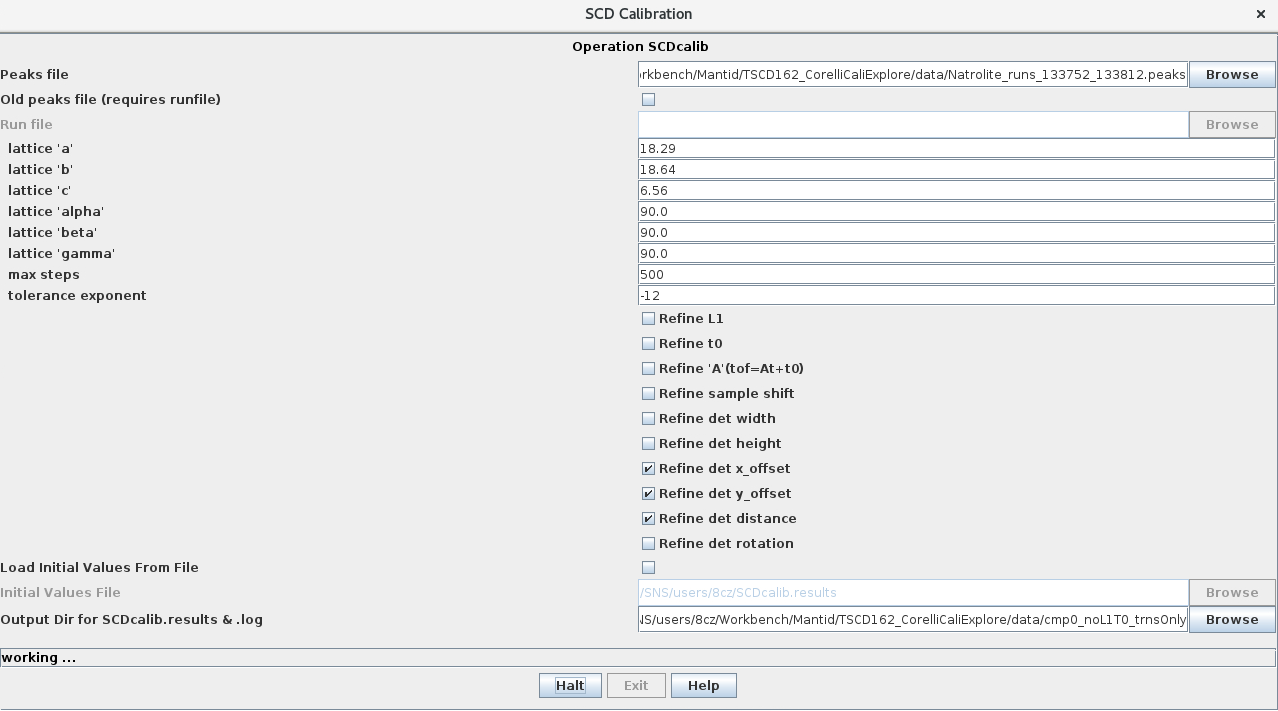 SCD Calibration ×
Operation SCDcalib
Peaks file rkbench/Mantid/TSCD162_CorelliCaliExplore/data/Natrolite_runs_133752_133812.peaks Browse
Old peaks file (requires runfile)
Run file Browse
lattice 'a' 18.29
lattice 'b' 18.64
lattice 'c' 6.56
lattice 'alpha' 90.0
lattice 'beta' 90.0
lattice 'gamma' 90.0
max steps 500
tolerance exponent -12
Refine L1
Refine t0
Refine 'A'(tof=At+t0)
Refine sample shift
Refine det width
Refine det height
Refine det x_offset
Refine det y_offset
Refine det distance
Refine det rotation
Load Initial Values From File
Initial Values File /SNS/users/8cz/SCDcalib.results Browse
Output Dir for SCDcalib.results & .log NS/users/8cz/Workbench/Mantid/TSCD162_CorelliCaliExplore/data/cmp0_noL1T0_trnsOnly Browse
working ...
Halt Exit Help